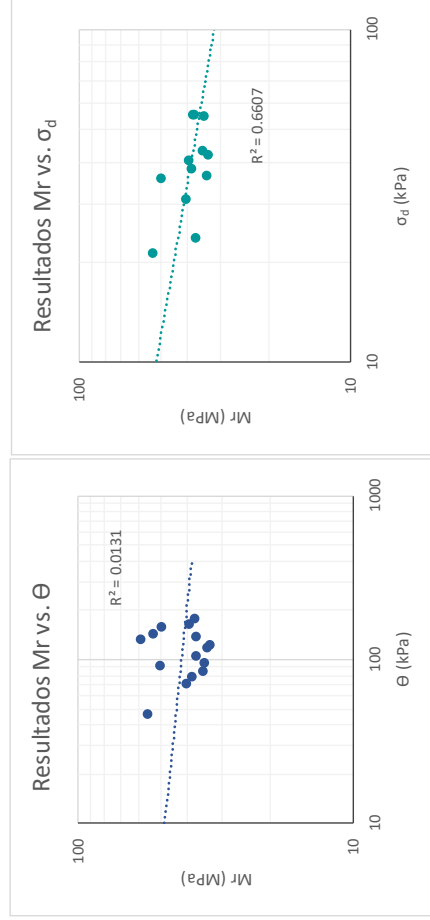 Resultados Mr vs. Θ
R² = 0.0131
100
10
10
100
1000
Mr (MPa)
Θ (kPa)
Resultados Mr vs. σd
R² = 0.6607
100
10
10
100
Mr (MPa)
σd (kPa)